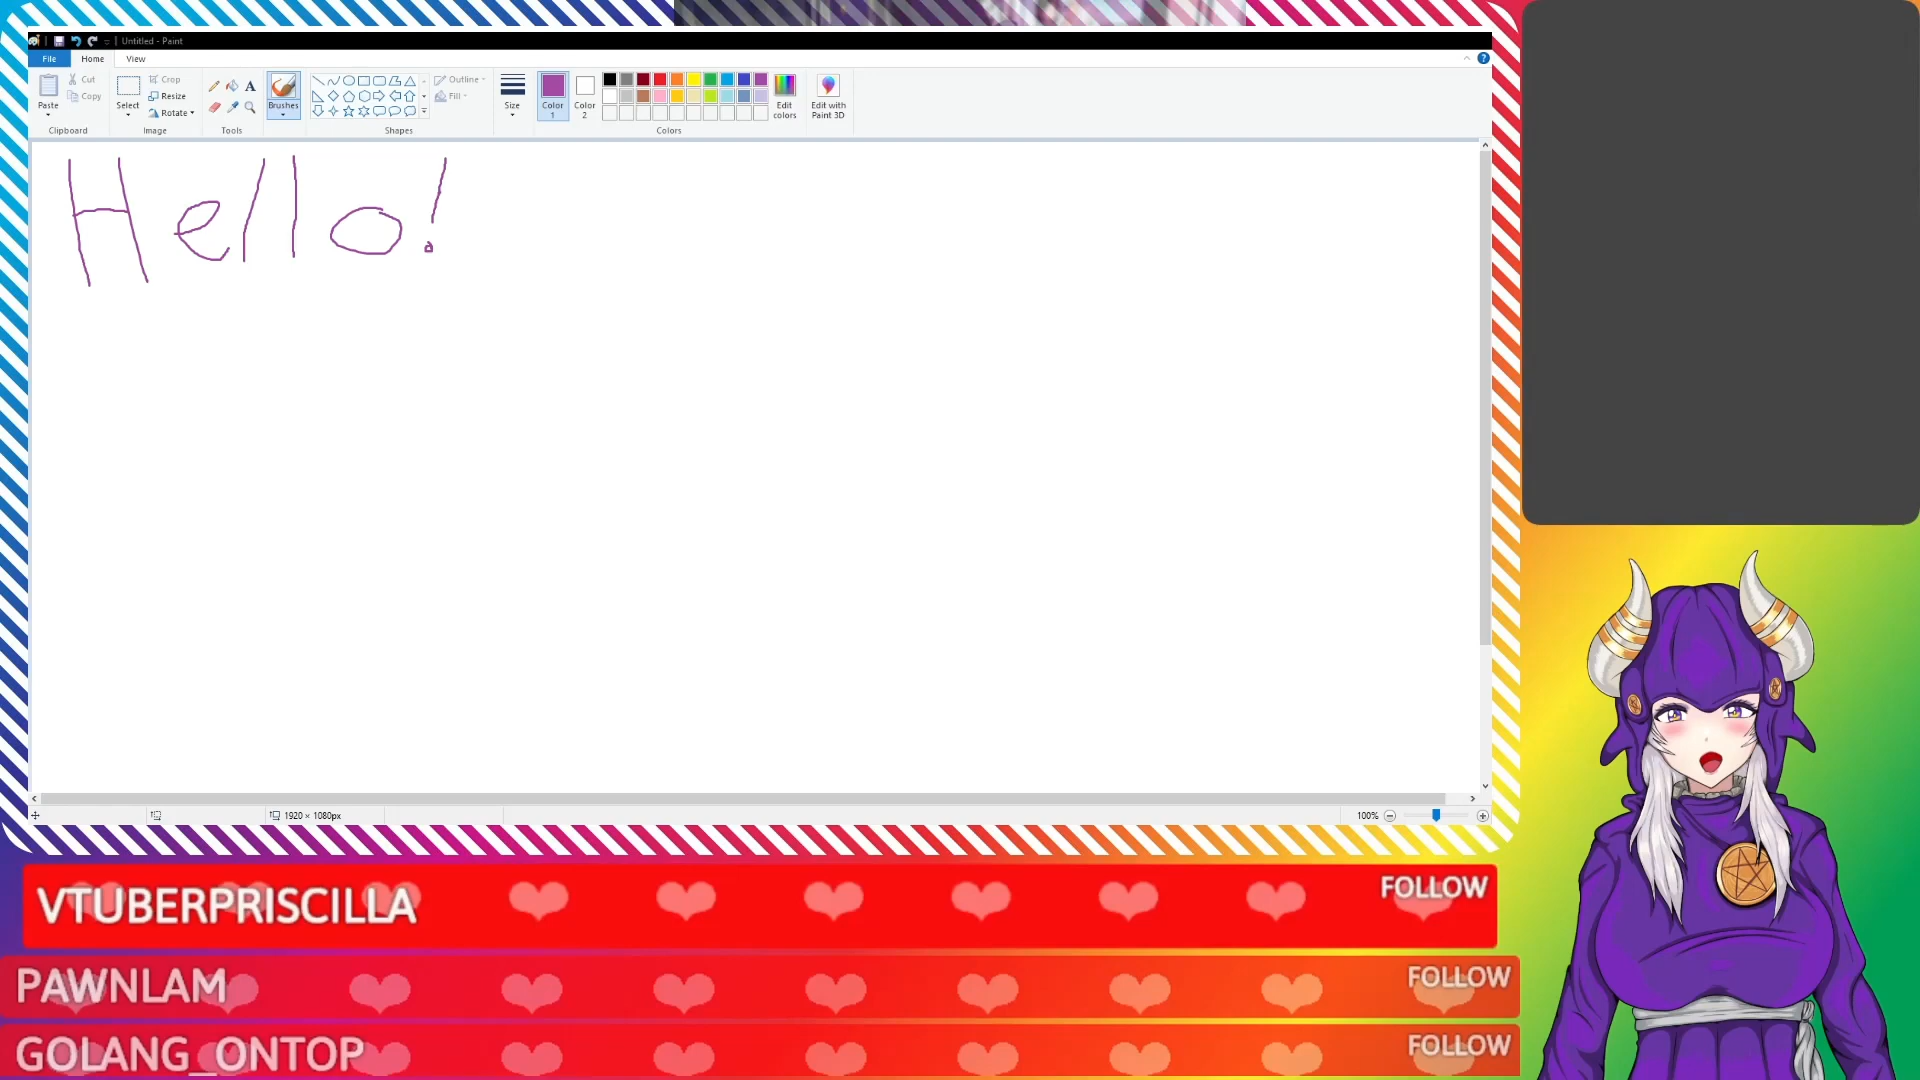 Untitled - Paint
File Home View
Paste
Cut
Copy
Clipboard
Select
Crop
Resize
Rotate
Image
Tools
Brushes
Shapes
Outline
Fill
Size
Color 1
Color 2
Edit colors
Colors
Edit with Paint 3D
Hello!
1920 × 1080px
100%
VTUBERPRISCILLA FOLLOW
PAWNLAM FOLLOW
GOLANG_ONTOP FOLLOW